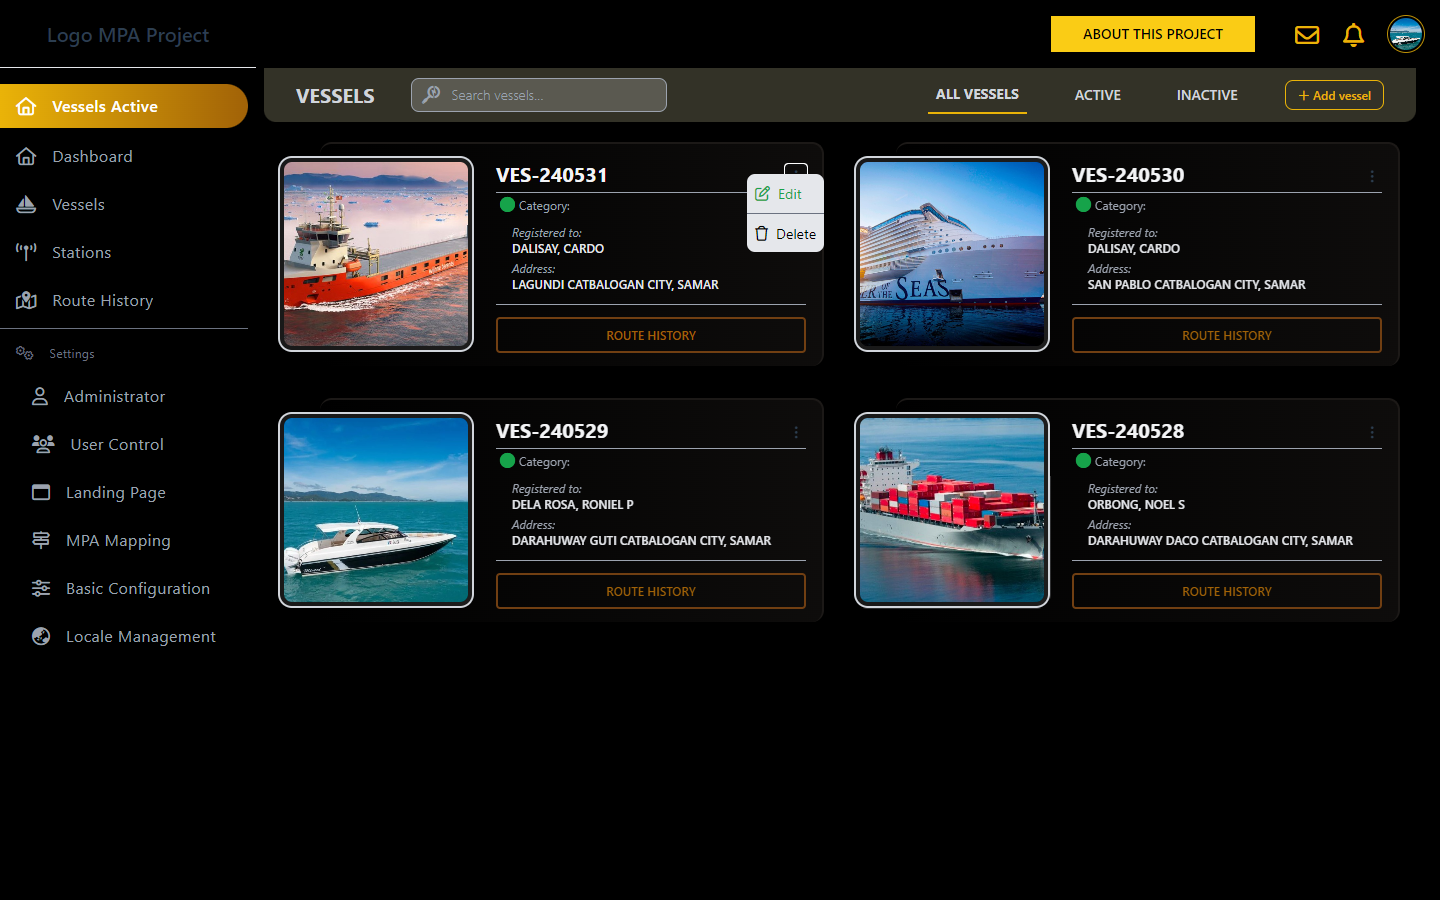 Logo MPA Project
ABOUT THIS PROJECT
Vessels Active
Dashboard
Vessels
Stations
Route History
Settings
Administrator
User Control
Landing Page
MPA Mapping
Basic Configuration
Locale Management
VESSELS
Search vessels...
ALL VESSELS
ACTIVE
INACTIVE
+ Add vessel
VES-240531
Edit
Delete
Category:
Registered to:
DALISAY, CARDO
Address:
LAGUNDI CATBALOGAN CITY, SAMAR
ROUTE HISTORY
OF
THE SEAS
VES-240530
Category:
Registered to:
DALISAY, CARDO
Address:
SAN PABLO CATBALOGAN CITY, SAMAR
ROUTE HISTORY
VES-240529
Category:
Registered to:
DELA ROSA, RONIEL P
Address:
DARAHUWAY GUTI CATBALOGAN CITY, SAMAR
ROUTE HISTORY
VES-240528
Category:
Registered to:
ORBONG, NOEL S
Address:
DARAHUWAY DACO CATBALOGAN CITY, SAMAR
ROUTE HISTORY